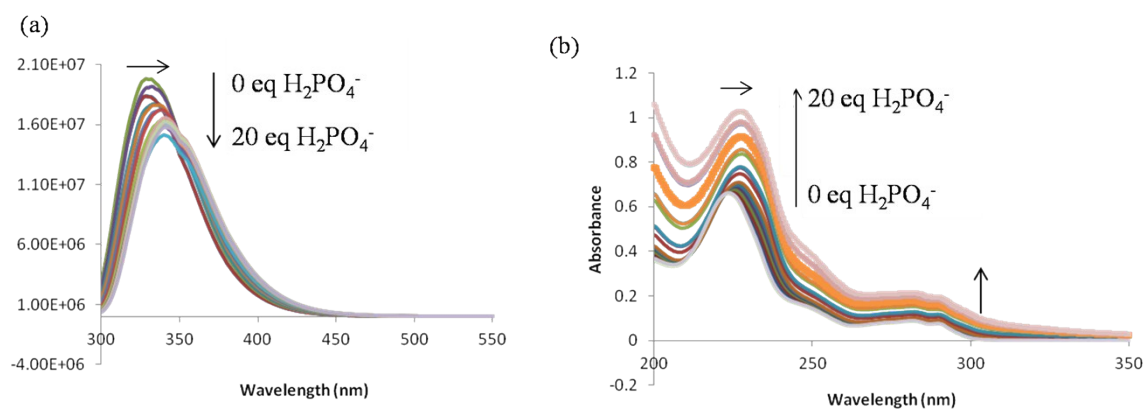 (a)
2.10E+07
1.60E+07
1.10E+07
6.00E+06
1.00E+06
-4.00E+06
0 eq H₂PO₄⁻
20 eq H₂PO₄⁻
300 350 400 450 500 550
Wavelength (nm)
(b)
Absorbance
1.2
1
0.8
0.6
0.4
0.2
0
-0.2
20 eq H₂PO₄⁻
0 eq H₂PO₄⁻
200 250 300 350
Wavelength (nm)